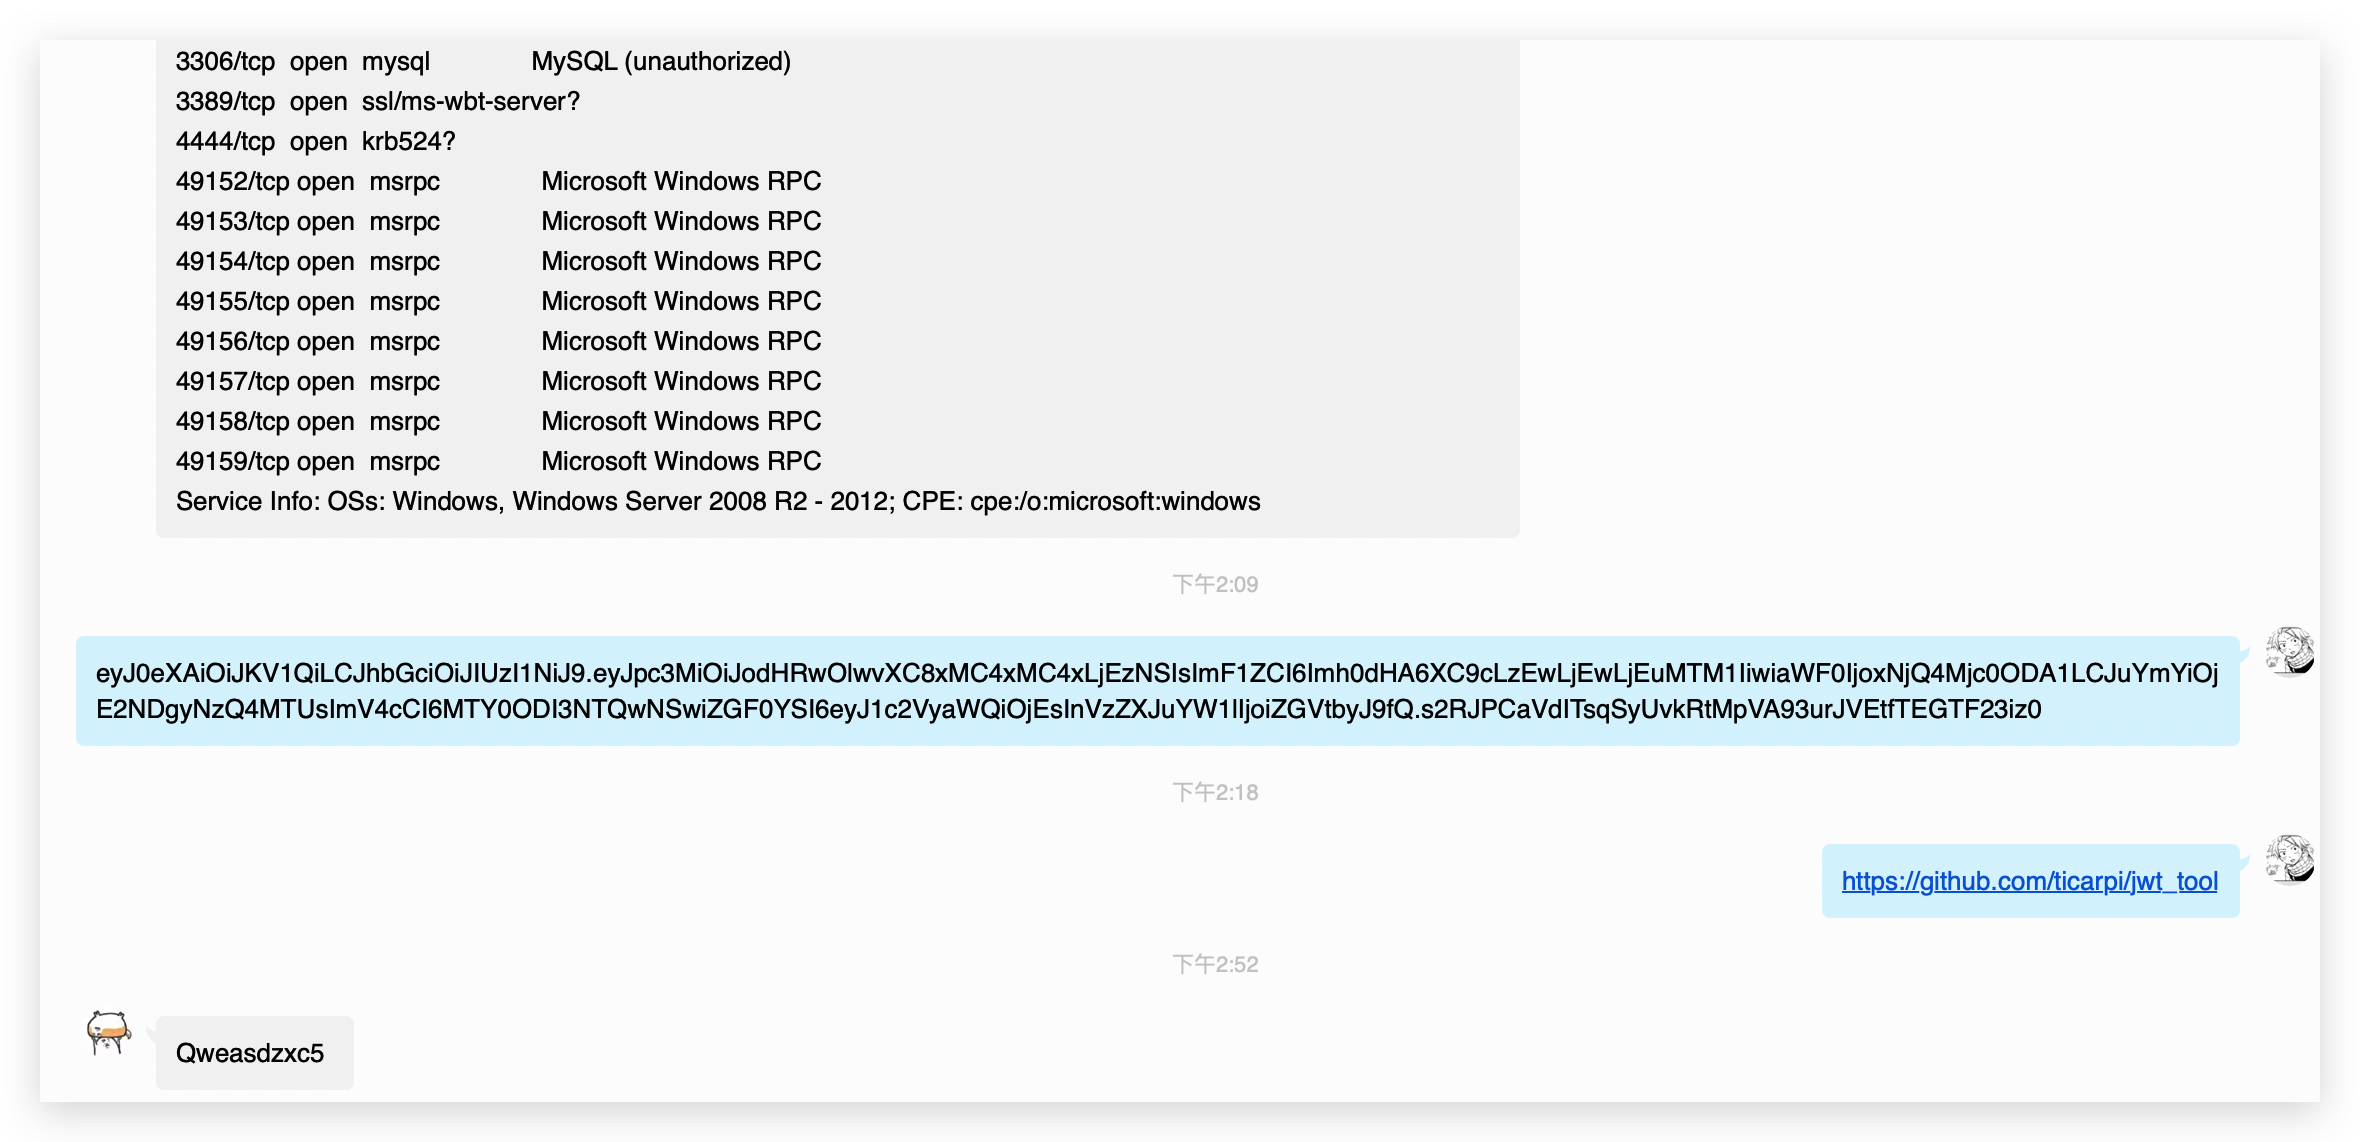 3306/tcp open mysql MySQL (unauthorized)
3389/tcp open ssl/ms-wbt-server?
4444/tcp open krb524?
49152/tcp open msrpc Microsoft Windows RPC
49153/tcp open msrpc Microsoft Windows RPC
49154/tcp open msrpc Microsoft Windows RPC
49155/tcp open msrpc Microsoft Windows RPC
49156/tcp open msrpc Microsoft Windows RPC
49157/tcp open msrpc Microsoft Windows RPC
49158/tcp open msrpc Microsoft Windows RPC
49159/tcp open msrpc Microsoft Windows RPC
Service Info: OSs: Windows, Windows Server 2008 R2 - 2012; CPE: cpe:/o:microsoft:windows
下午2:09
eyJ0eXAiOiJKV1QiLCJhbGciOiJIUzI1NiJ9.eyJpc3MiOiJodHRwOlwvXC8xMC4xMC4xLjEzNSIsImF1ZCI6Imh0dHA6XC9cLzEwLjEwLjEuMTM1IiwiaWF0IjoxNjQ4Mjc0ODA1LCJuYmYiOj
E2NDgyNzQ4MTUsImV4cCI6MTY0ODI3NTQwNSwiZGF0YSI6eyJ1c2VyaWQiOjEsInVzZXJuYW1lIjoiZGVtbyJ9fQ.s2RJPCaVdITsqSyUvkRtMpVA93urJVEtfTEGTF23iz0
下午2:18
https://github.com/ticarpi/jwt_tool
下午2:52
Qweasdzxc5